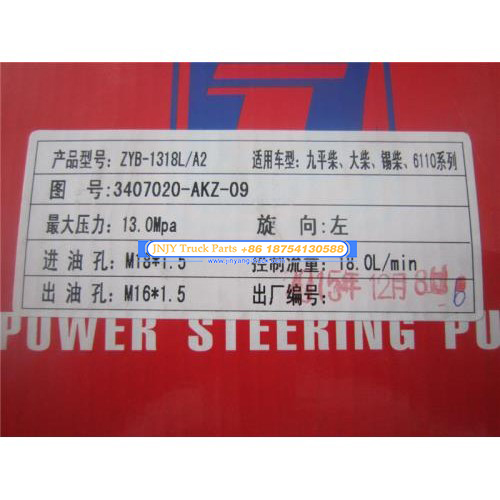 产品型号: ZYB-1318L/A2 适用车型: 九平柴、大柴、锡柴、6110系列
图 号: 3407020-AKZ-09
最大压力: 13.0Mpa 旋 向: 左
JNJY Truck Parts +86 18754130588
进 油 孔: M18*1.5 控制流量: 18.0L/min
出 油 孔: M16*1.5 出厂编号:
12月
POWER STEERING PU